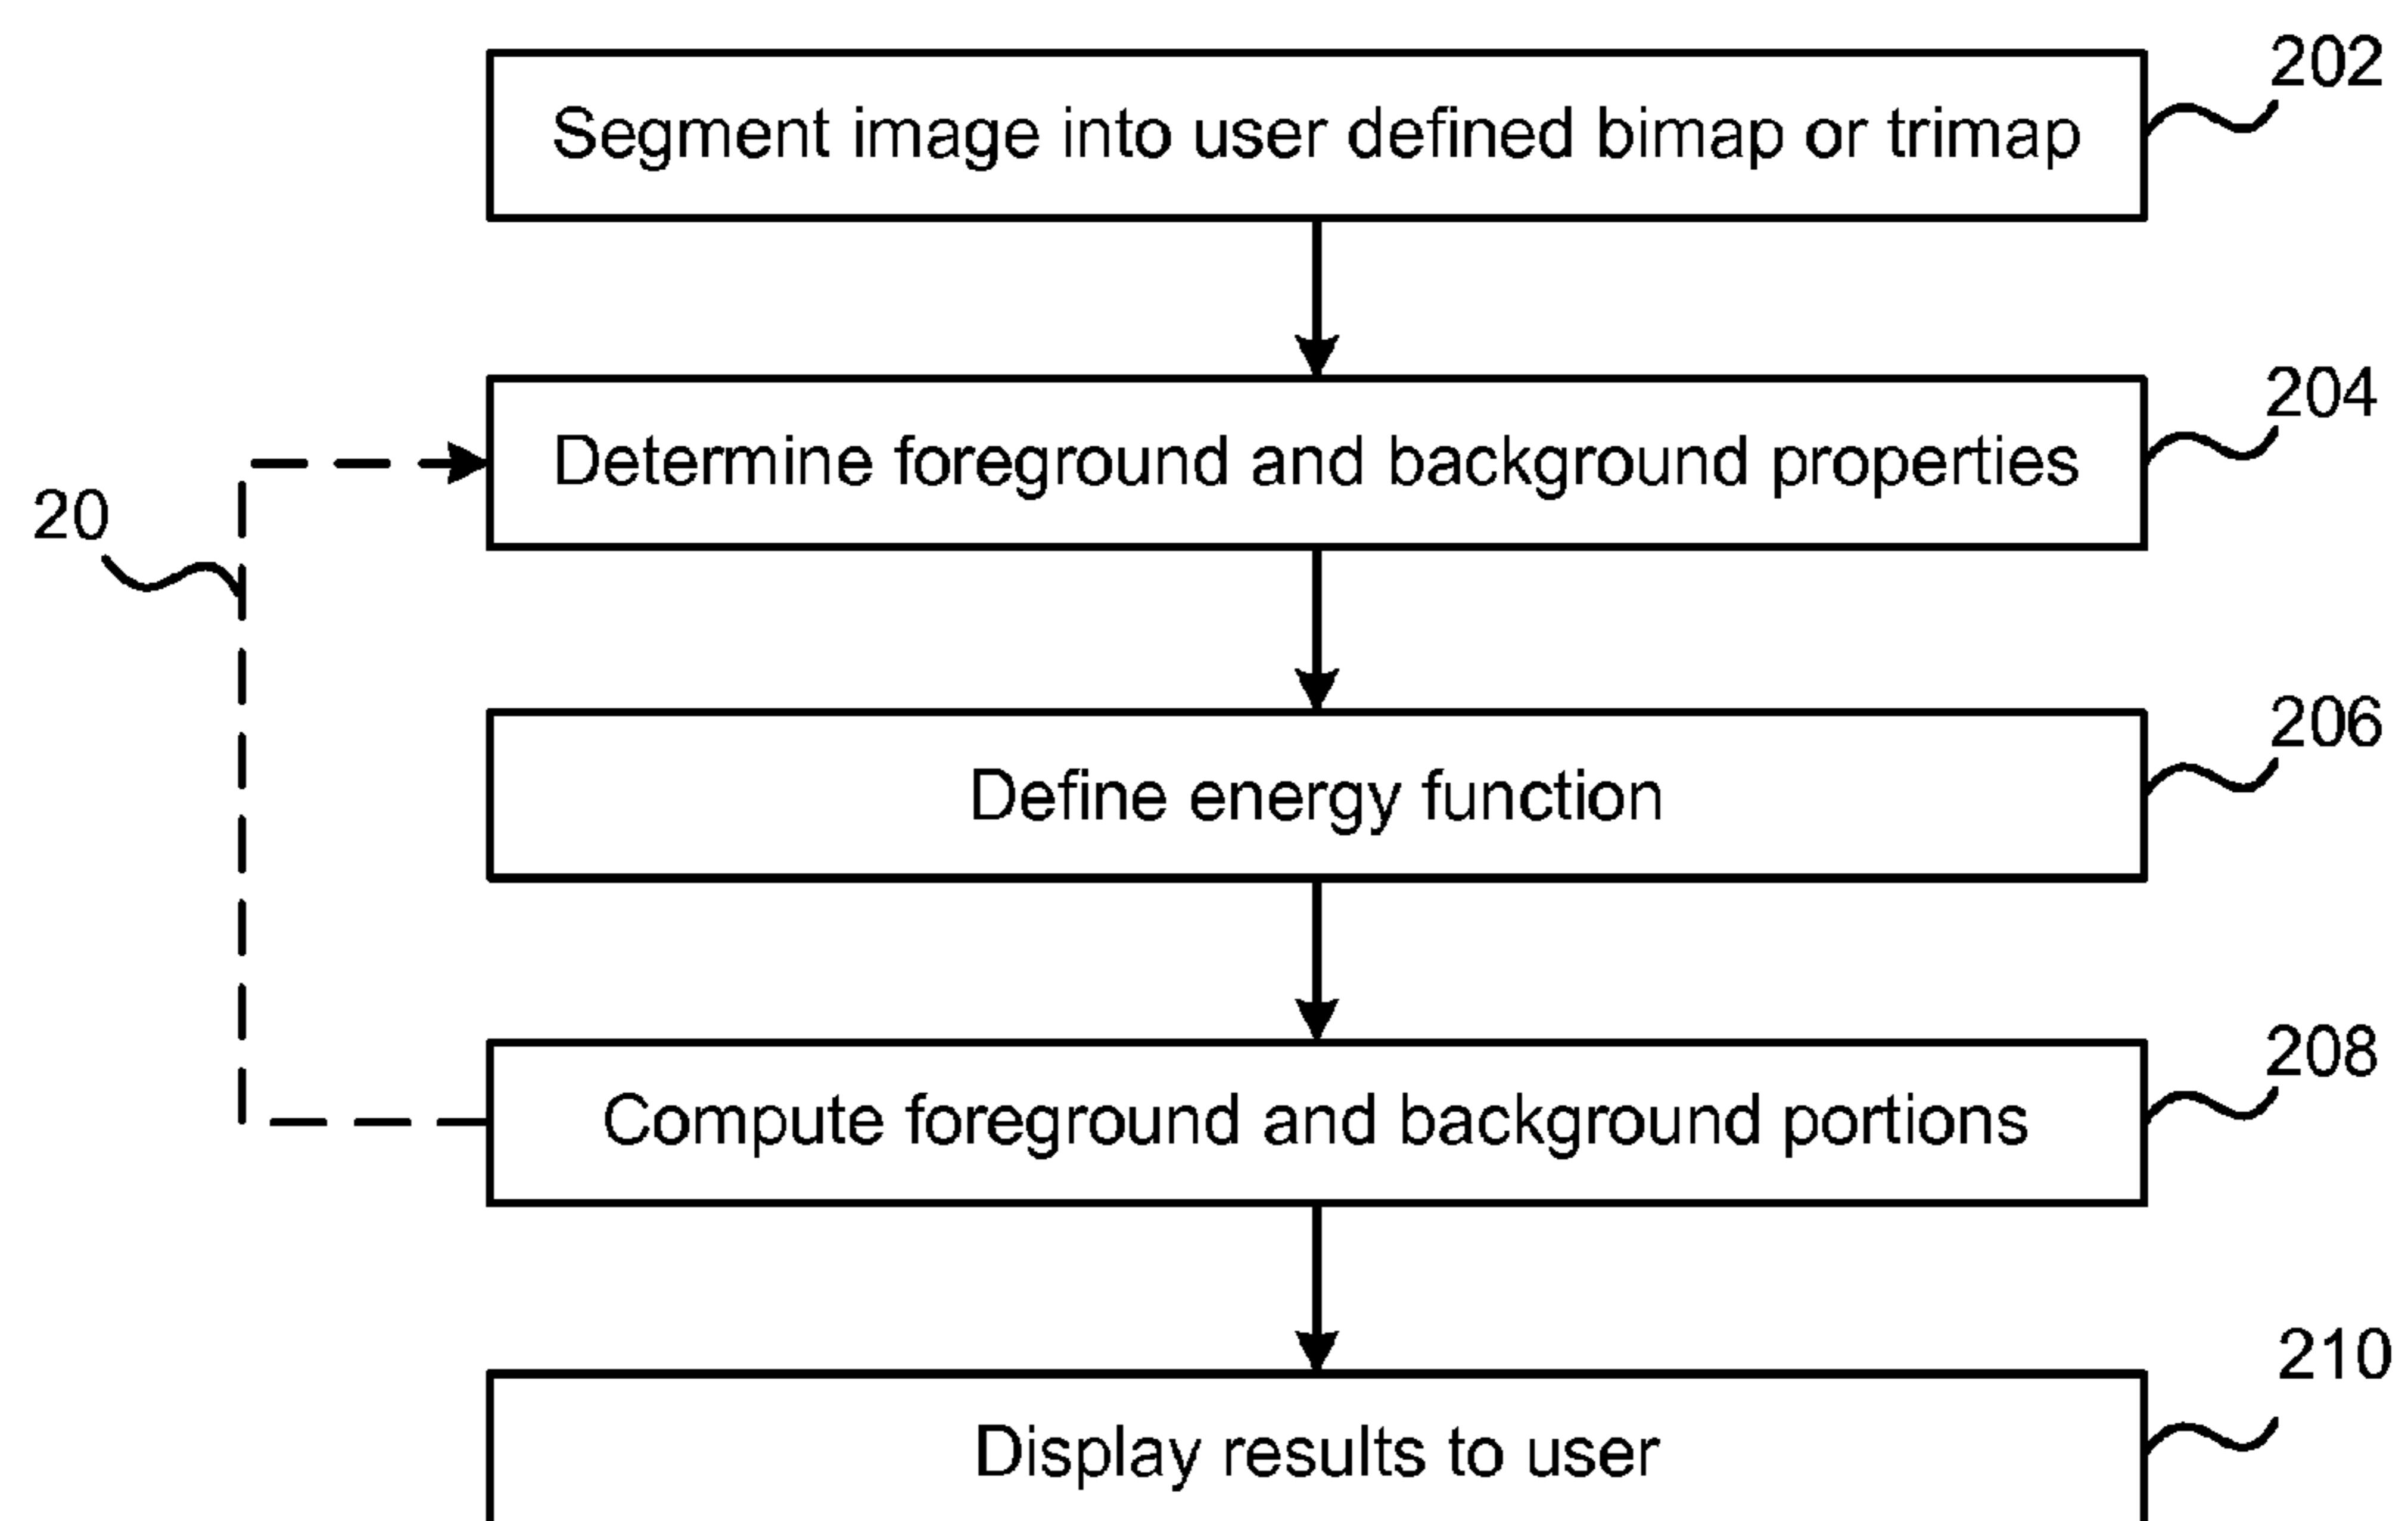 202
Segment image into user defined bimap or trimap
204
Determine foreground and background properties
20
206
Define energy function
208
Compute foreground and background portions
210
Display results to user